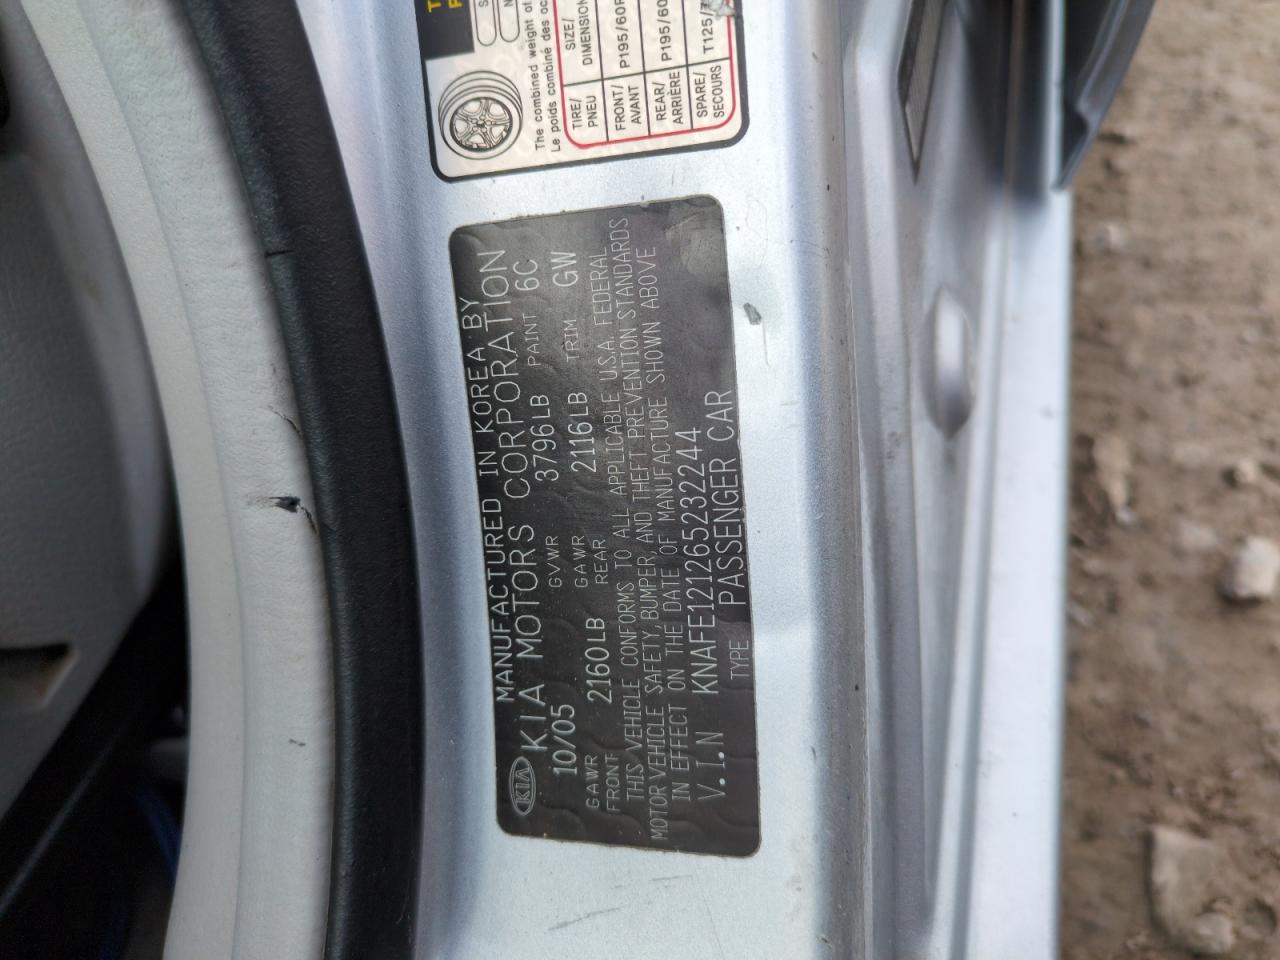 MANUFACTURED IN KOREA BY
KIA KIA MOTORS CORPORATION
10/05 GVWR 3796LB PAINT 6C
GAWR FRONT 2160LB GAWR REAR 2116LB TRIM GW
THIS VEHICLE CONFORMS TO ALL APPLICABLE U.S.A. FEDERAL
MOTOR VEHICLE SAFETY, BUMPER, AND THEFT PREVENTION STANDARDS
IN EFFECT ON THE DATE OF MANUFACTURE SHOWN ABOVE
V.I.N KNAFE121265232244
TYPE PASSENGER CAR
The combined weight of
Le poids combiné des
TIRE/ SIZE/
PNEU DIMENSION
FRONT/ P195/60
AVANT
REAR/ P195/60
ARRIÈRE
SPARE/ T125/
SECOURS